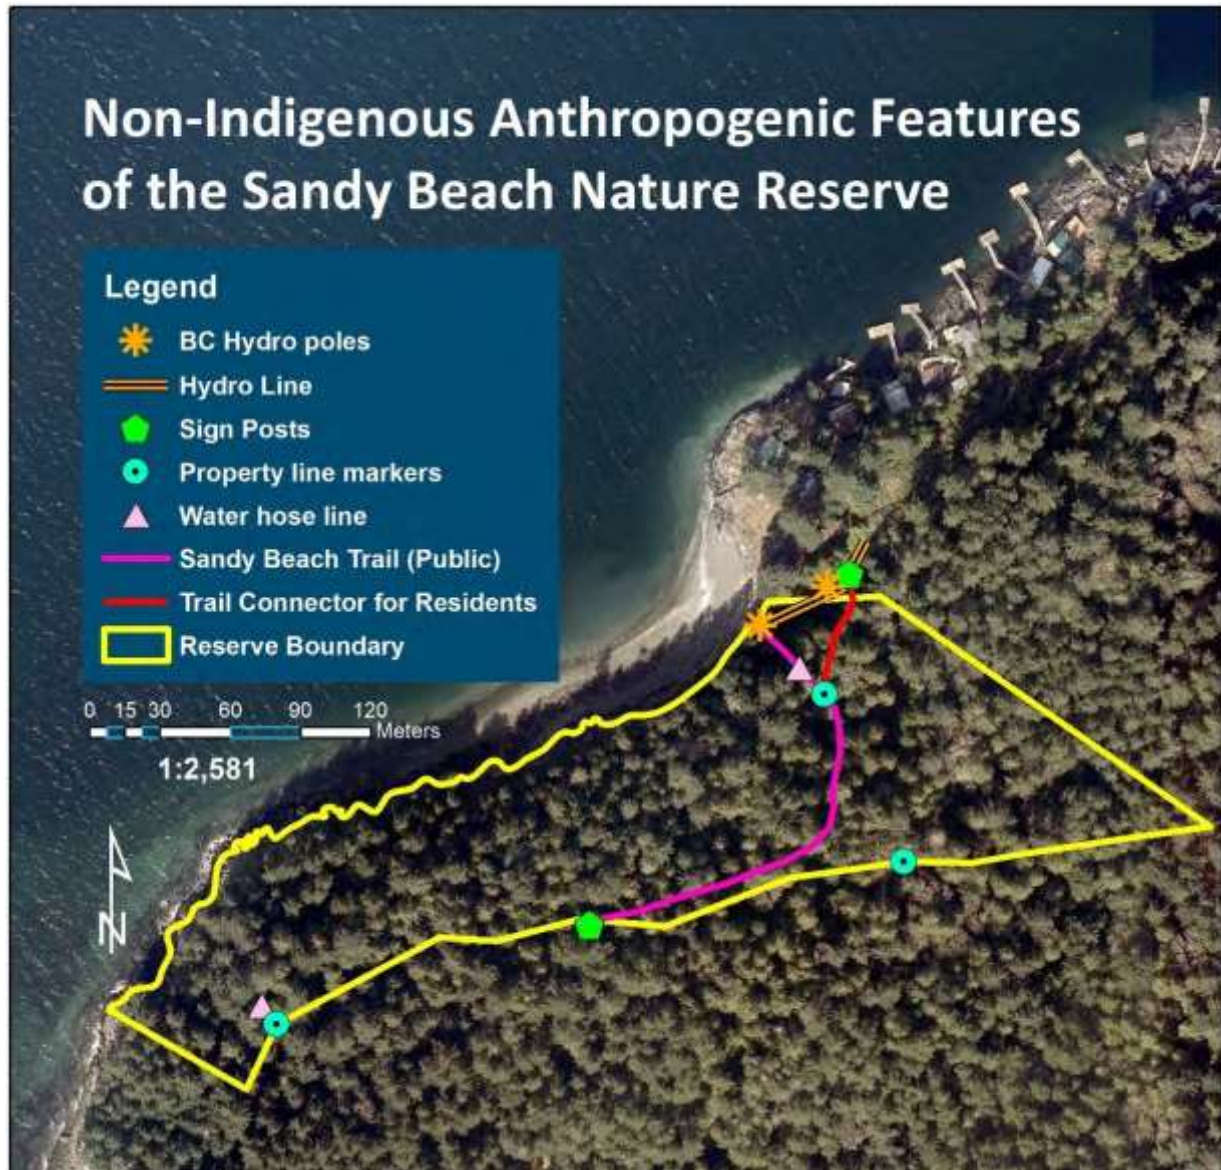 Non-Indigenous Anthropogenic Features
of the Sandy Beach Nature Reserve
Legend
BC Hydro poles
Hydro Line
Sign Posts
Property line markers
Water hose line
Sandy Beach Trail (Public)
Trail Connector for Residents
Reserve Boundary
0 15 30 60 90 120
Meters
1:2,581
N